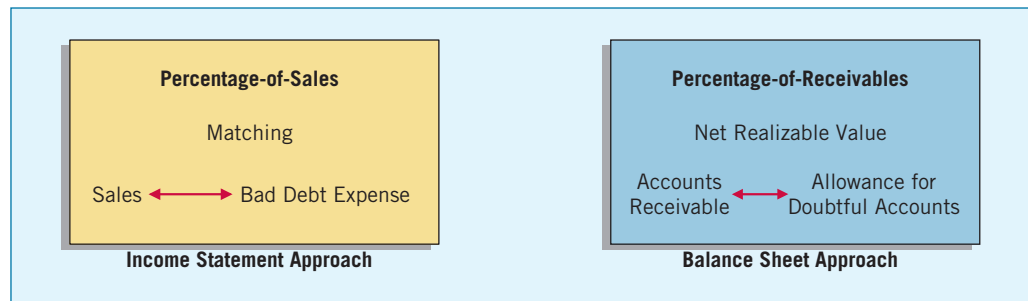 Percentage-of-Sales
Matching
Sales Bad Debt Expense
Income Statement Approach
Percentage-of-Receivables
Net Realizable Value
Accounts
Receivable
Allowance for
Doubtful Accounts
Balance Sheet Approach